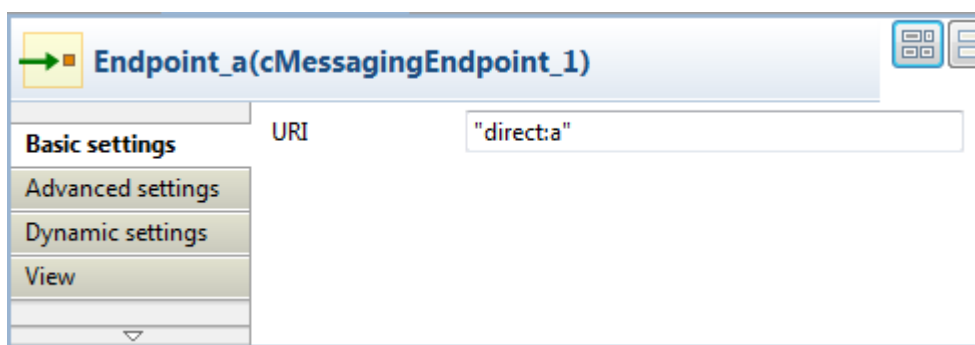 Endpoint_a(cMessagingEndpoint_1)
Basic settings
URI
"direct:a"
Advanced settings
Dynamic settings
View